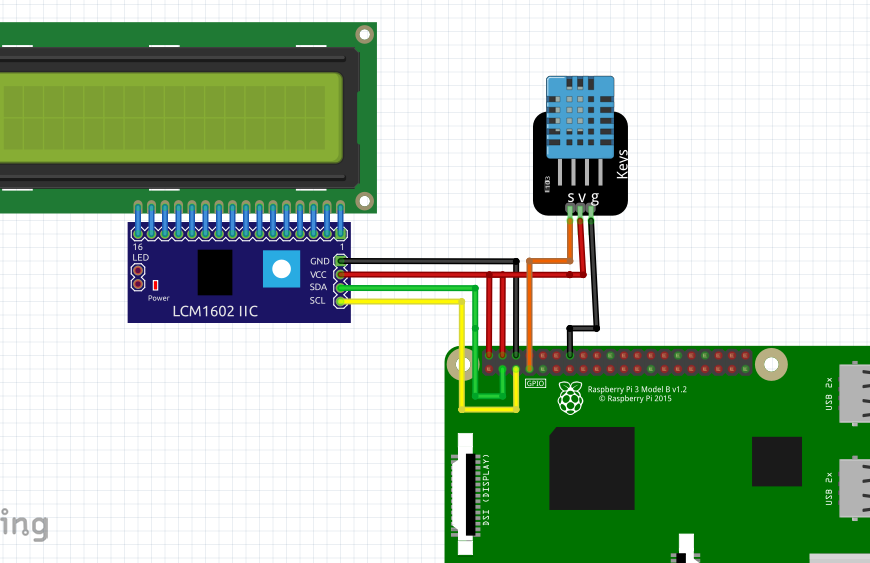 Keys
s v g
16
1
LED
Power
GND
VCC
SDA
SCL
LCM1602 IIC
GPIO
Raspberry Pi 3 Model B v1.2
© Raspberry Pi 2015
USB 2x
DSI (DISPLAY)
USB 2x
ing